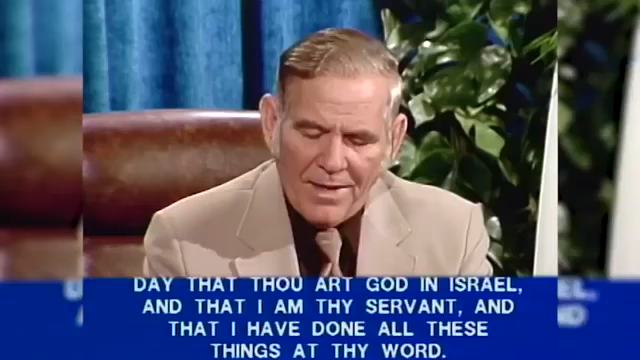 DAY THAT THOU ART GOD IN ISRAEL,
AND THAT I AM THY SERVANT, AND
THAT I HAVE DONE ALL THESE
THINGS AT THY WORD.